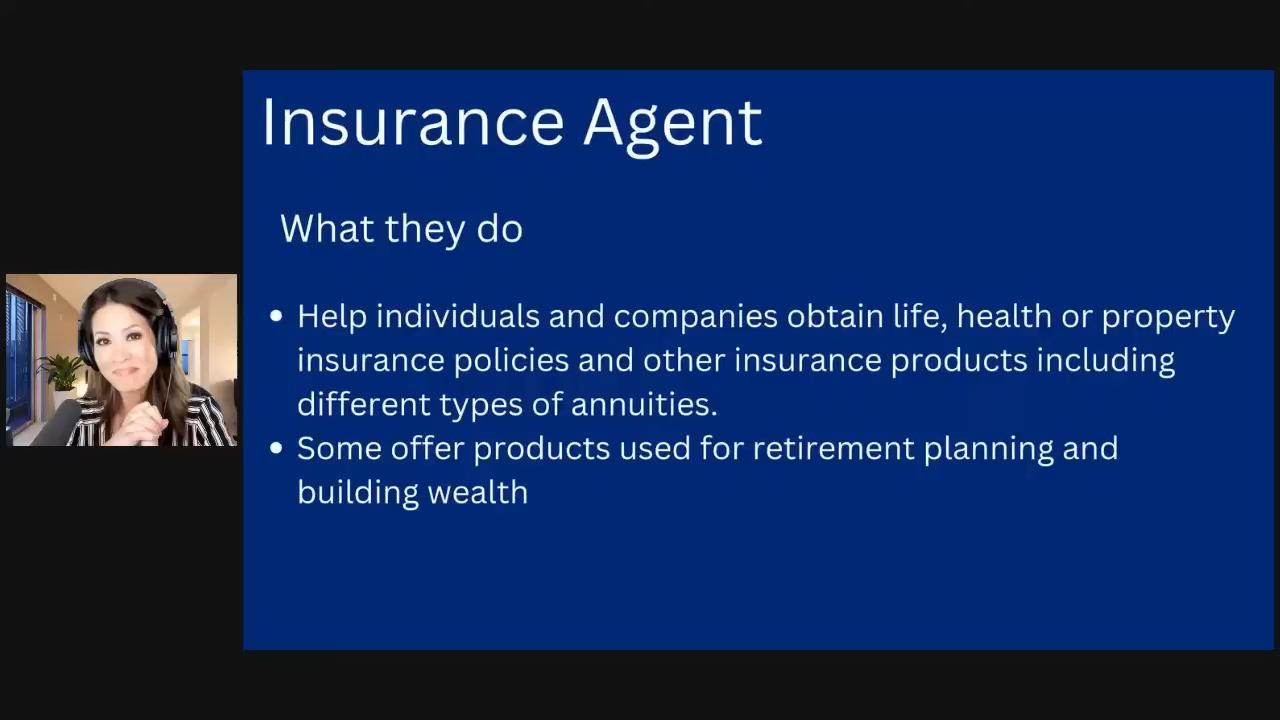 Insurance Agent
What they do
• Help individuals and companies obtain life, health or property
insurance policies and other insurance products including
different types of annuities.
• Some offer products used for retirement planning and
building wealth